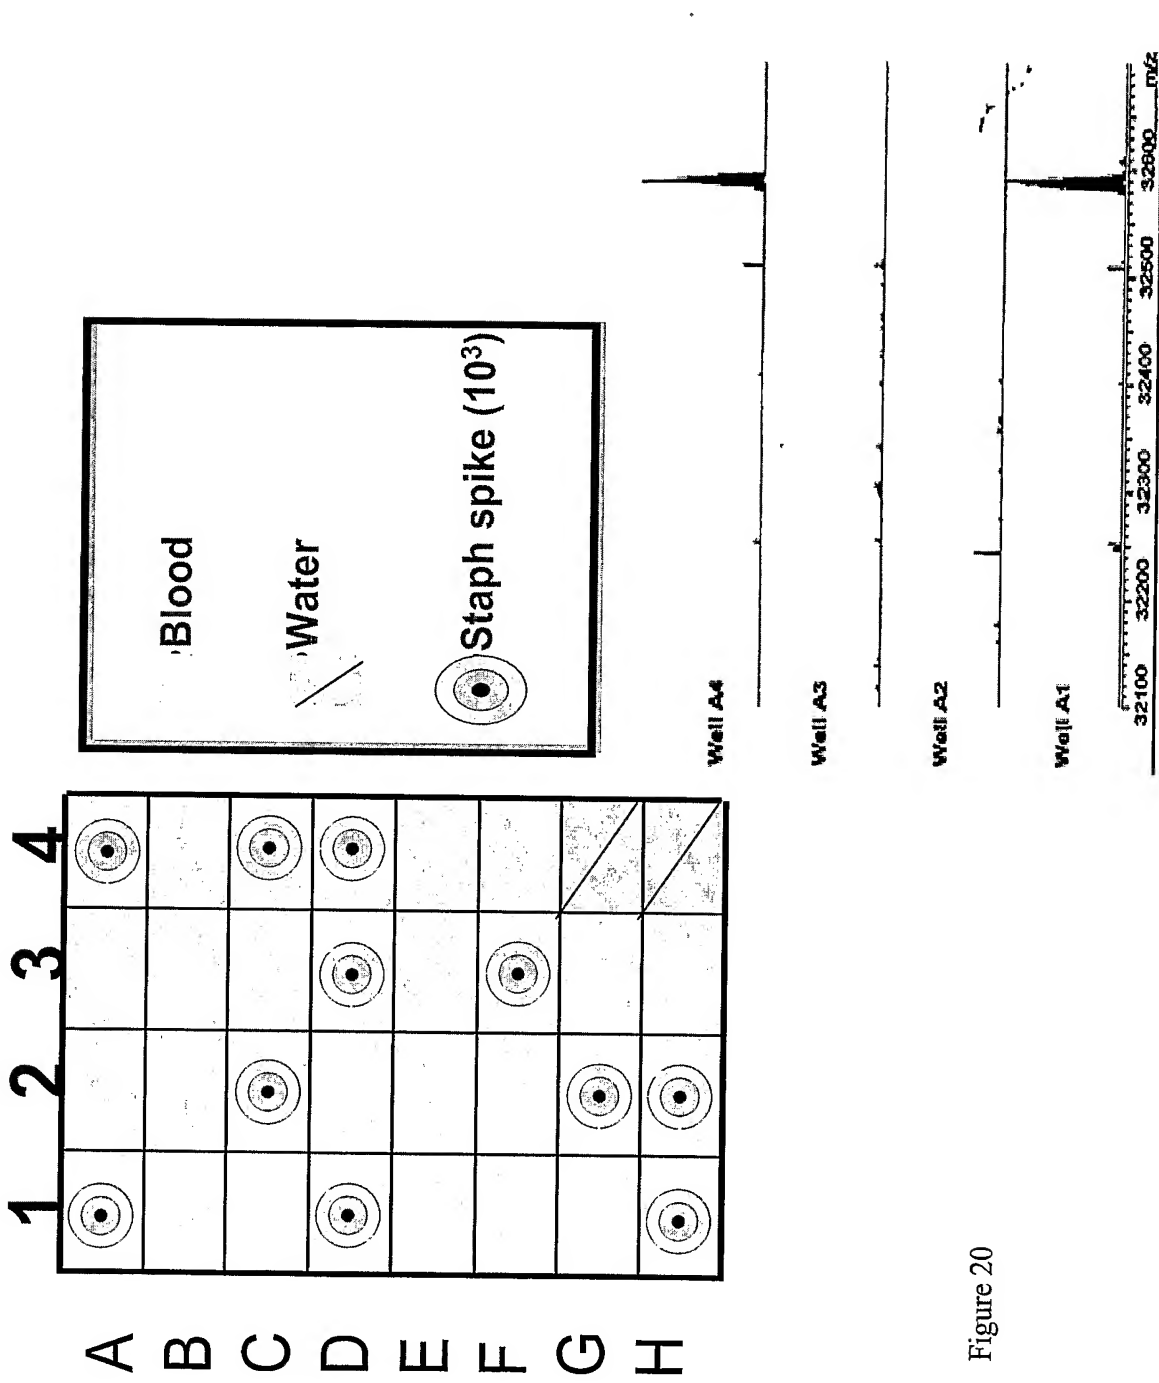 A
B
C
D
E
F
G
H
1
2
3
4
Blood
Water
Staph spike (10³)
Well A4
Well A3
Well A2
Well A1
32100 32200 32300 32400 32500 32600 m/z
Figure 20